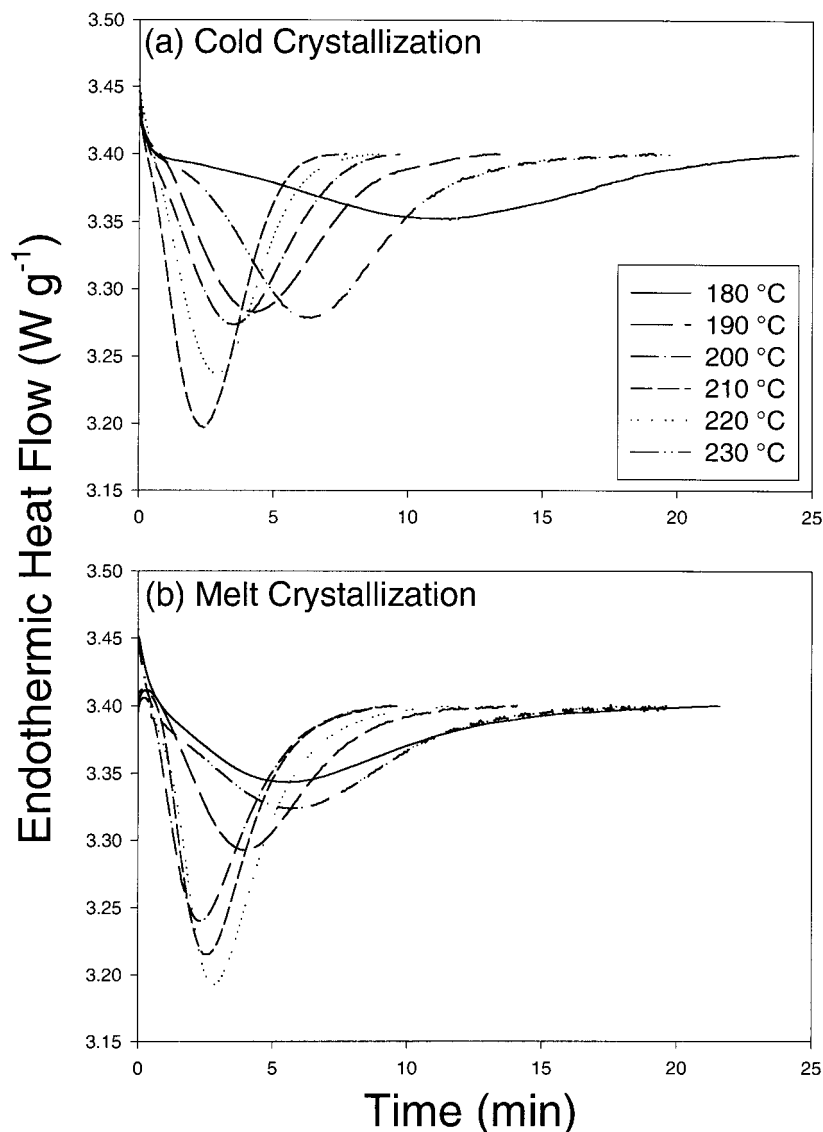 Endothermic Heat Flow (W g⁻¹)
(a) Cold Crystallization
3.50
3.45
3.40
3.35
3.30
3.25
3.20
3.15
0 5 10 15 20 25
180 °C
190 °C
200 °C
210 °C
220 °C
230 °C
(b) Melt Crystallization
3.50
3.45
3.40
3.35
3.30
3.25
3.20
3.15
0 5 10 15 20 25
Time (min)